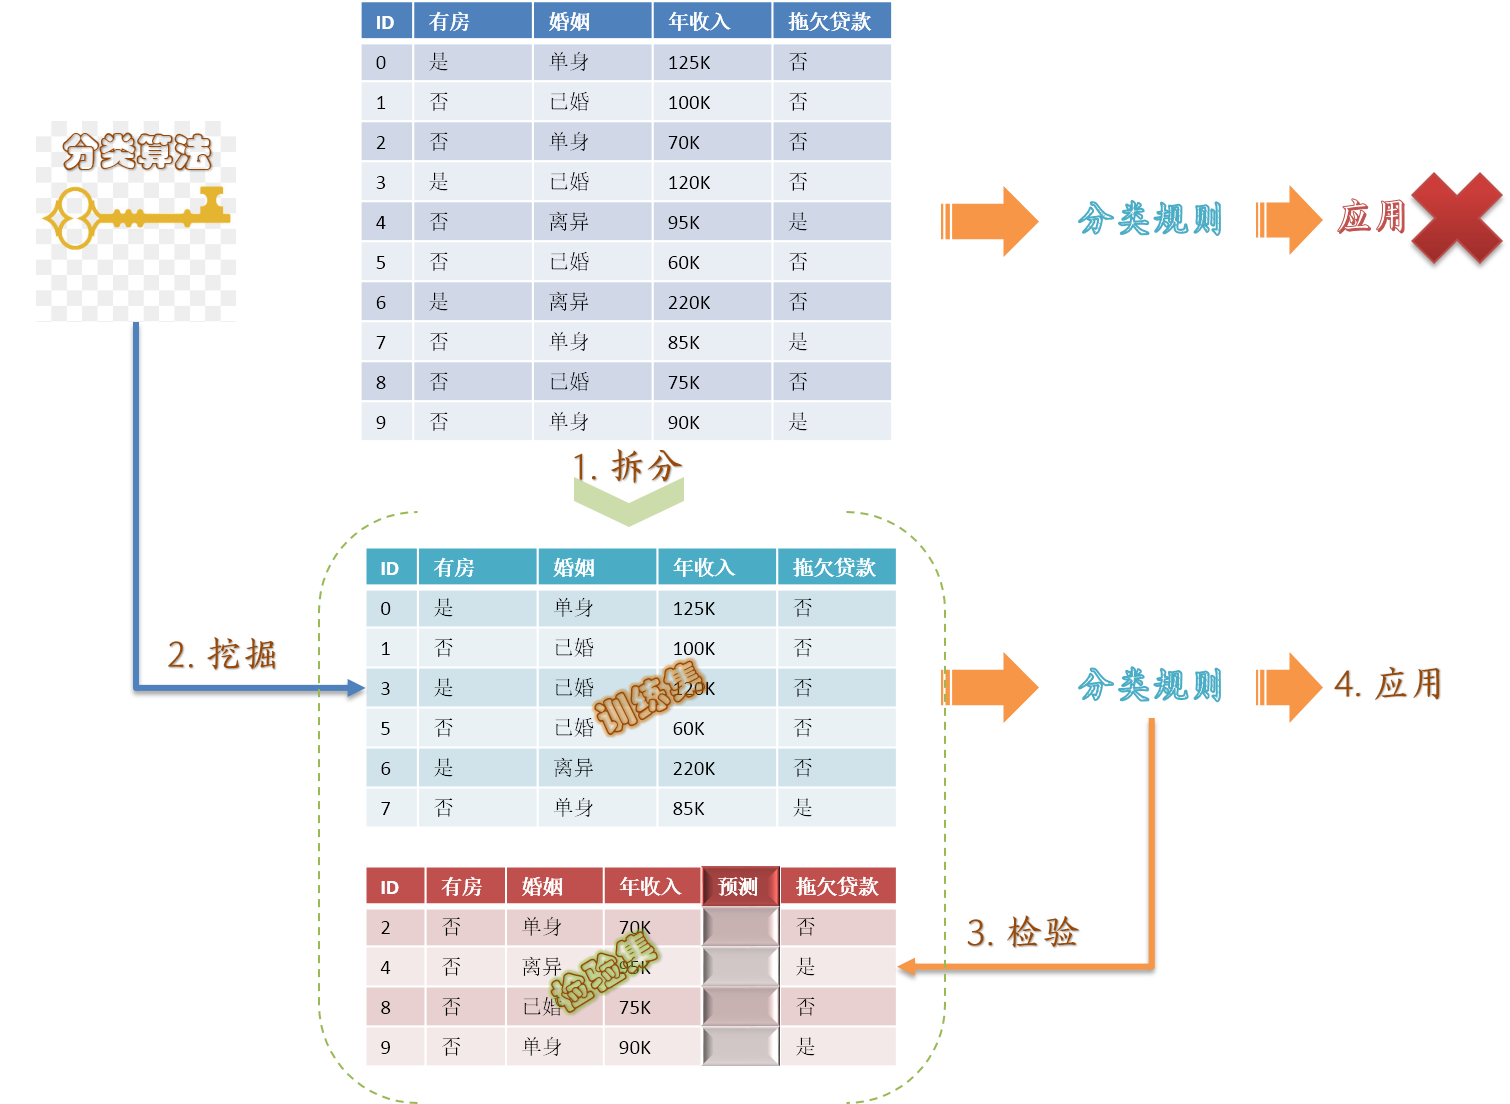 分类算法
ID 有房 婚姻 年收入 拖欠贷款
0 是 单身 125K 否
1 否 已婚 100K 否
2 否 单身 70K 否
3 是 已婚 120K 否
4 否 离异 95K 是
5 否 已婚 60K 否
6 是 离异 220K 否
7 否 单身 85K 是
8 否 已婚 75K 否
9 否 单身 90K 是
分类规则
应用
1. 拆分
2. 挖掘
ID 有房 婚姻 年收入 拖欠贷款
0 是 单身 125K 否
1 否 已婚 100K 否
3 是 已婚 120K 否
5 否 已婚 60K 否
6 是 离异 220K 否
7 否 单身 85K 是
训练集
分类规则
4. 应用
ID 有房 婚姻 年收入 预测 拖欠贷款
2 否 单身 70K 否
4 否 离异 95K 是
8 否 已婚 75K 否
9 否 单身 90K 是
检验集
3. 检验